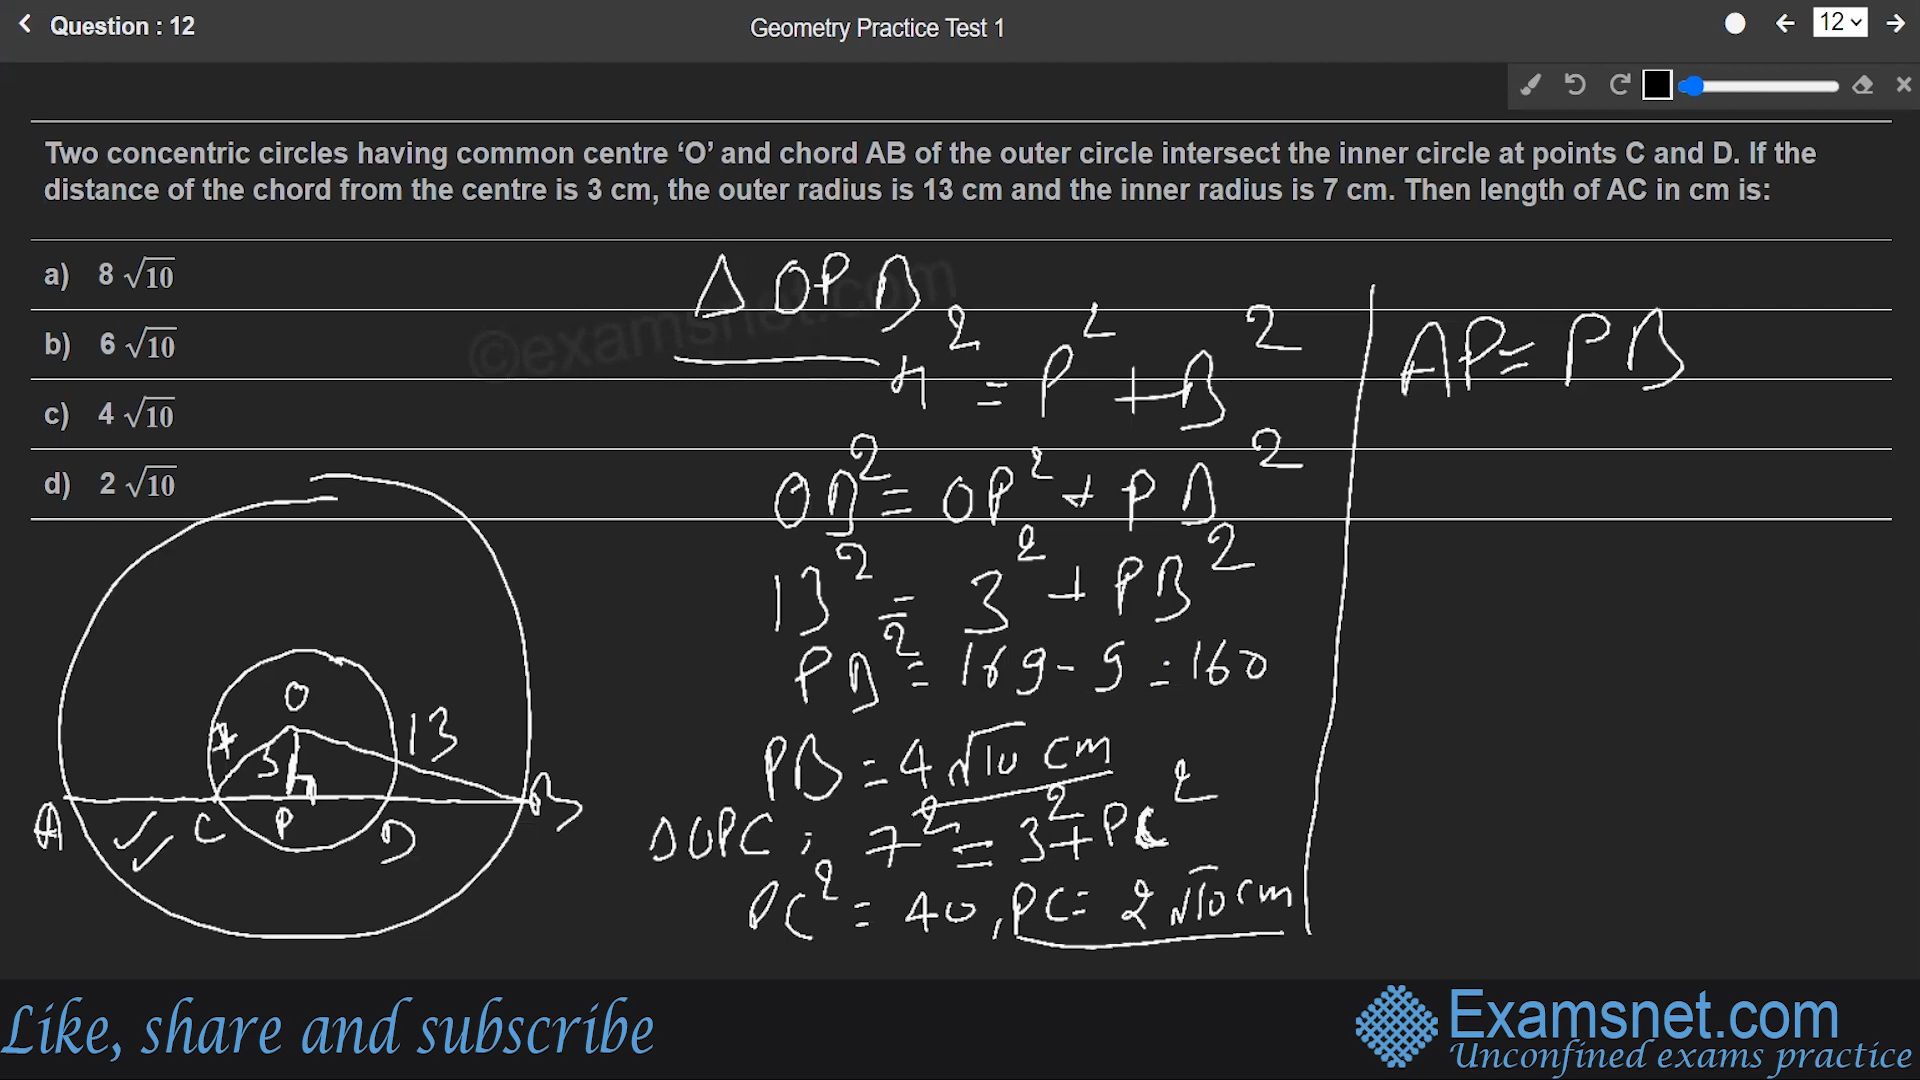 Question : 12
Geometry Practice Test 1
12
Two concentric circles having common centre ‘O’ and chord AB of the outer circle intersect the inner circle at points C and D. If the
distance of the chord from the centre is 3 cm, the outer radius is 13 cm and the inner radius is 7 cm. Then length of AC in cm is:
a) 8 √10
b) 6 √10
c) 4 √10
d) 2 √10
©examsnet.com
Δ OPB
h² = P² + B²
OB² = OP² + PB²
13² = 3² + PB²
PB² = 169 - 9 = 160
PB = 4 √10 cm
Δ OPC ; 7² = 3² + PC²
PC² = 40, PC = 2 √10 cm
AP = PB
O
7
3
13
A
C
P
D
B
Like, share and subscribe
Examsnet.com
Unconfined exams practice